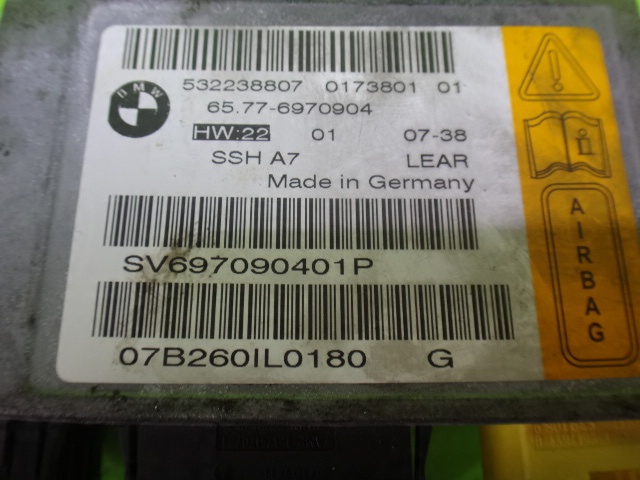 BMW
532238807 0173801 01
65.77-6970904
HW:22 01 07-38
SSH A7 LEAR
Made in Germany
SV697090401P
07B260IL0180 G
AIRBAG